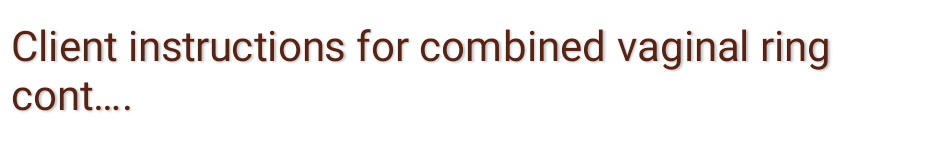 Client instructions for combined vaginal ring
cont....